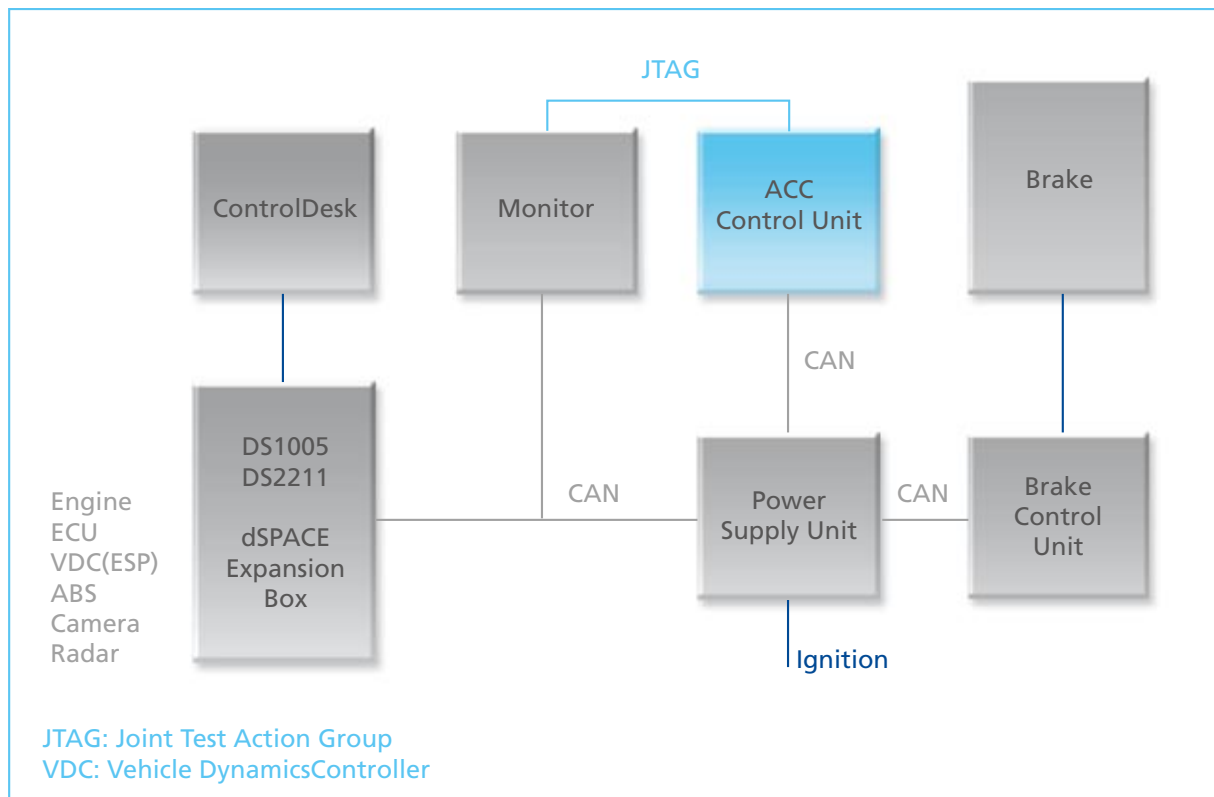 JTAG
ControlDesk
Monitor
ACC
Control Unit
Brake
CAN
DS1005
DS2211
dSPACE
Expansion
Box
Engine
ECU
VDC(ESP)
ABS
Camera
Radar
CAN
Power
Supply Unit
CAN
Brake
Control
Unit
Ignition
JTAG: Joint Test Action Group
VDC: Vehicle DynamicsController